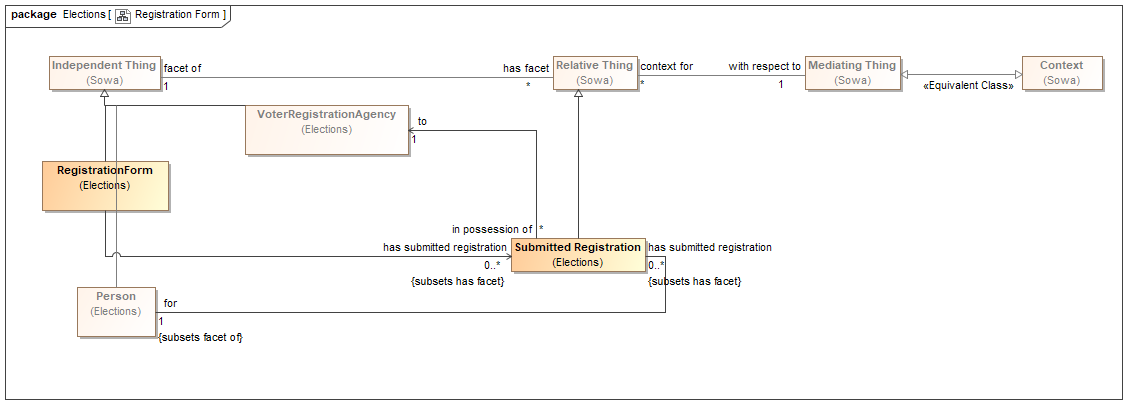 package Elections [ Registration Form ]
Independent Thing
(Sowa)
facet of
1
has facet
*
Relative Thing
(Sowa)
context for
*
with respect to
1
Mediating Thing
(Sowa)
«Equivalent Class»
Context
(Sowa)
VoterRegistrationAgency
(Elections)
to
1
RegistrationForm
(Elections)
in possession of
*
has submitted registration
0..*
{subsets has facet}
Submitted Registration
(Elections)
has submitted registration
0..*
{subsets has facet}
Person
(Elections)
for
1
{subsets facet of}